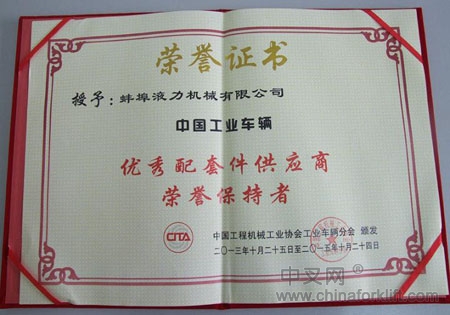 荣誉证书
授予：蚌埠液力机械有限公司
中国工业车辆
优秀配套件供应商
荣誉保持者
CITA
中国工程机械工业协会工业车辆分会 颁发
二〇一三年十月二十五日至二〇一五年十月二十四日
中叉网®
www.chinaforklift.com